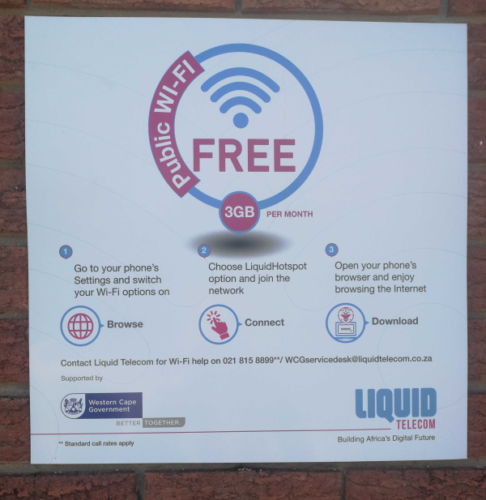 Public WI-FI
FREE
3GB PER MONTH
1
Go to your phone's
Settings and switch
your Wi-Fi options on
Browse
2
Choose LiquidHotspot
option and join the
network
Connect
3
Open your phone's
browser and enjoy
browsing the Internet
Download
Contact Liquid Telecom for Wi-Fi help on 021 815 8899**/ WCGservicedesk@liquidtelecom.co.za
Supported by
Western Cape
Government
BETTER TOGETHER.
LIQUID
TELECOM
** Standard call rates apply
Building Africa's Digital Future